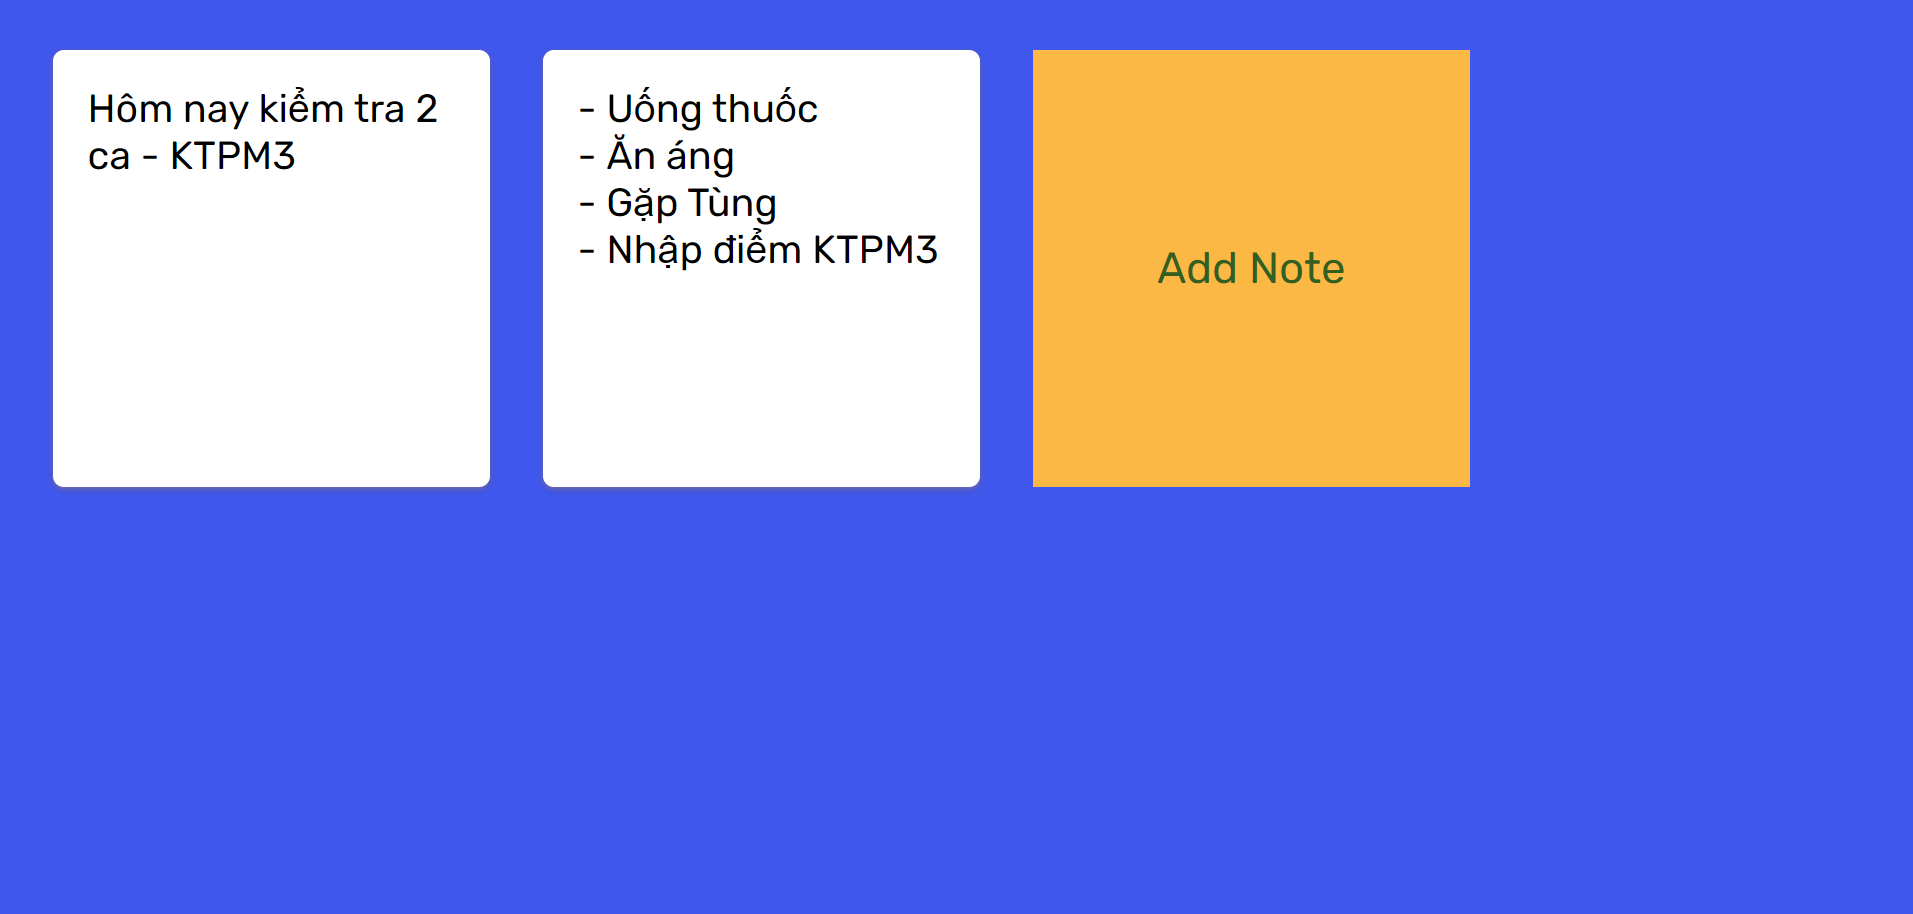 Hôm nay kiểm tra 2
ca - KTPM3
- Uống thuốc
- Ăn áng
- Gặp Tùng
- Nhập điểm KTPM3
Add Note